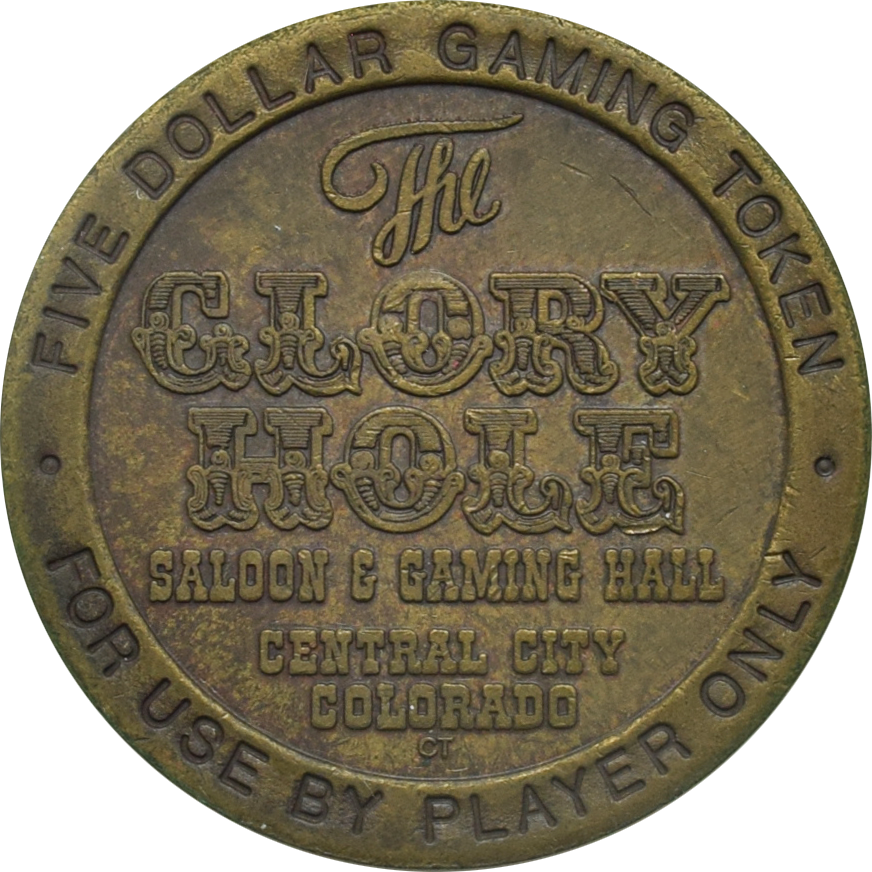 FIVE DOLLAR GAMING TOKEN
The
GLORY
HOLE
SALOON & GAMING HALL
CENTRAL CITY
COLORADO
CT
FOR USE BY PLAYER ONLY